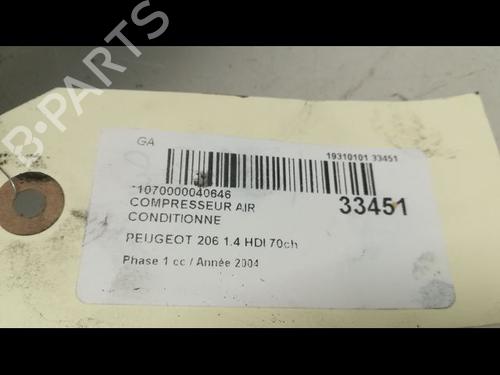 GA
19310101 33451
*1070000040646
COMPRESSEUR AIR
CONDITIONNE
33451
PEUGEOT 206 1.4 HDI 70ch
Phase 1 cc / Année 2004
B-PARTS